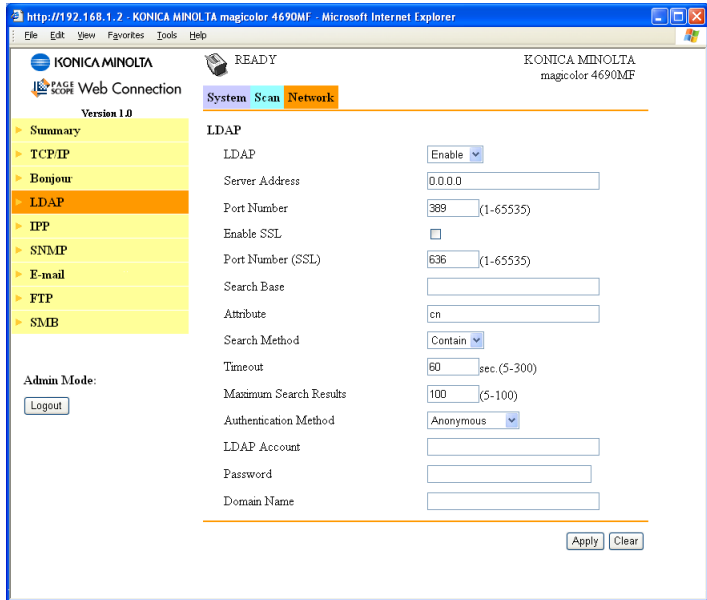 http://192.168.1.2 - KONICA MINOLTA magicolor 4690MF - Microsoft Internet Explorer
File Edit View Favorites Tools Help
KONICA MINOLTA
PAGE SCOPE Web Connection
Version 1.0
READY
KONICA MINOLTA
magicolor 4690MF
System Scan Network
Summary
TCP/IP
Bonjour
LDAP
IPP
SNMP
E-mail
FTP
SMB
Admin Mode:
Logout
LDAP
LDAP Enable
Server Address 0.0.0.0
Port Number 389 (1-65535)
Enable SSL
Port Number (SSL) 636 (1-65535)
Search Base
Attribute cn
Search Method Contain
Timeout 60 sec.(5-300)
Maximum Search Results 100 (5-100)
Authentication Method Anonymous
LDAP Account
Password
Domain Name
Apply Clear